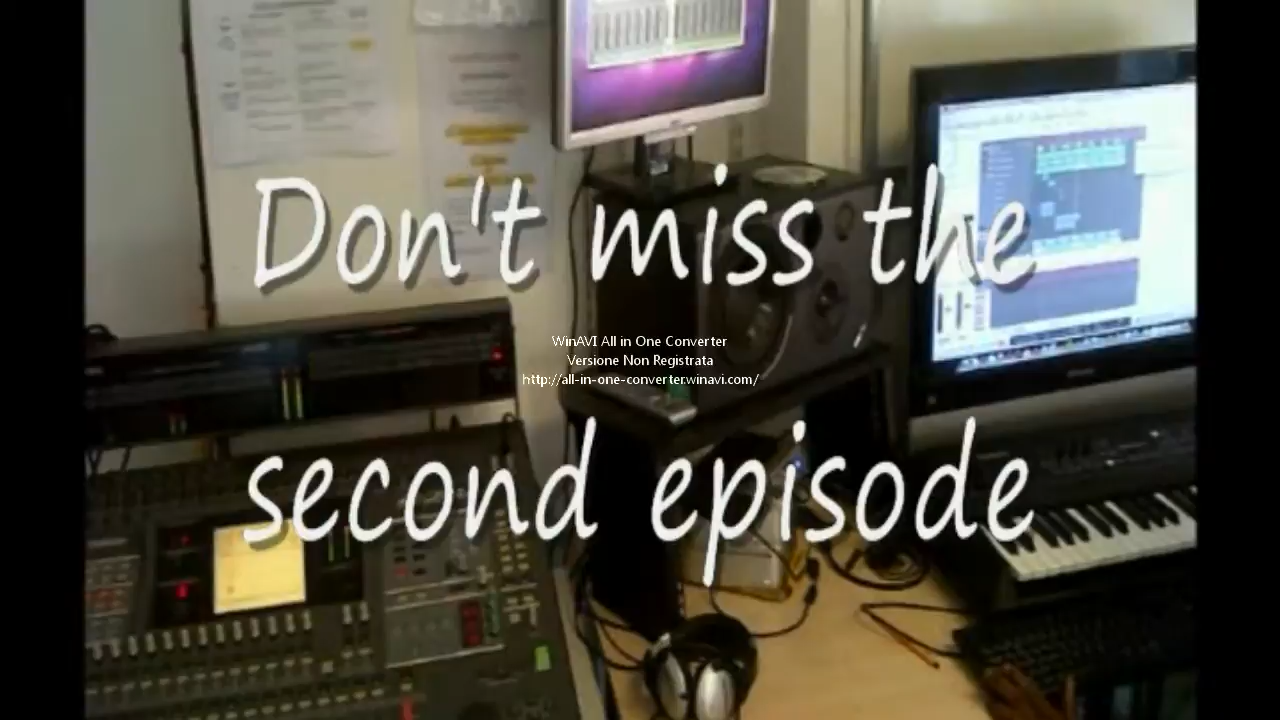 Don't miss the
WinAVI All in One Converter
Versione Non Registrata
http://all-in-one-converter.winavi.com/
second episode